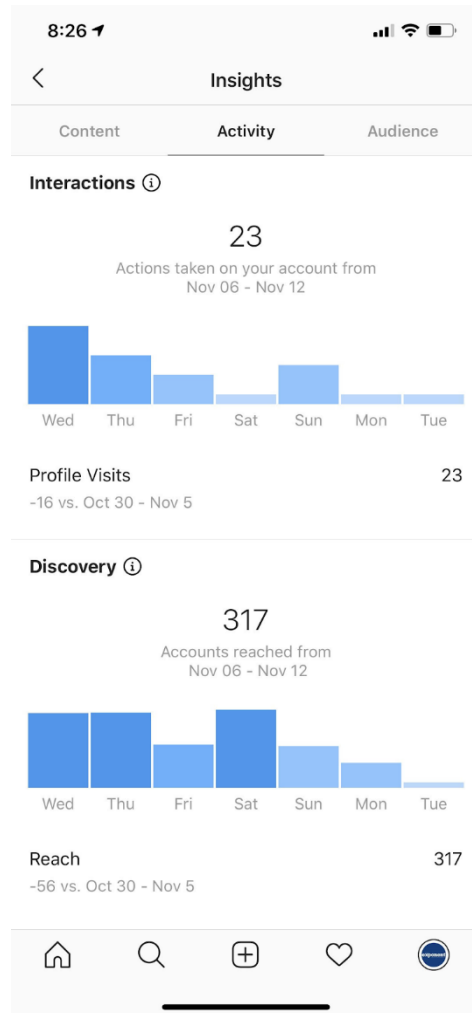 8:26
Insights
Content Activity Audience
Interactions
23
Actions taken on your account from
Nov 06 - Nov 12
Wed Thu Fri Sat Sun Mon Tue
Profile Visits 23
-16 vs. Oct 30 - Nov 5
Discovery
317
Accounts reached from
Nov 06 - Nov 12
Wed Thu Fri Sat Sun Mon Tue
Reach 317
-56 vs. Oct 30 - Nov 5